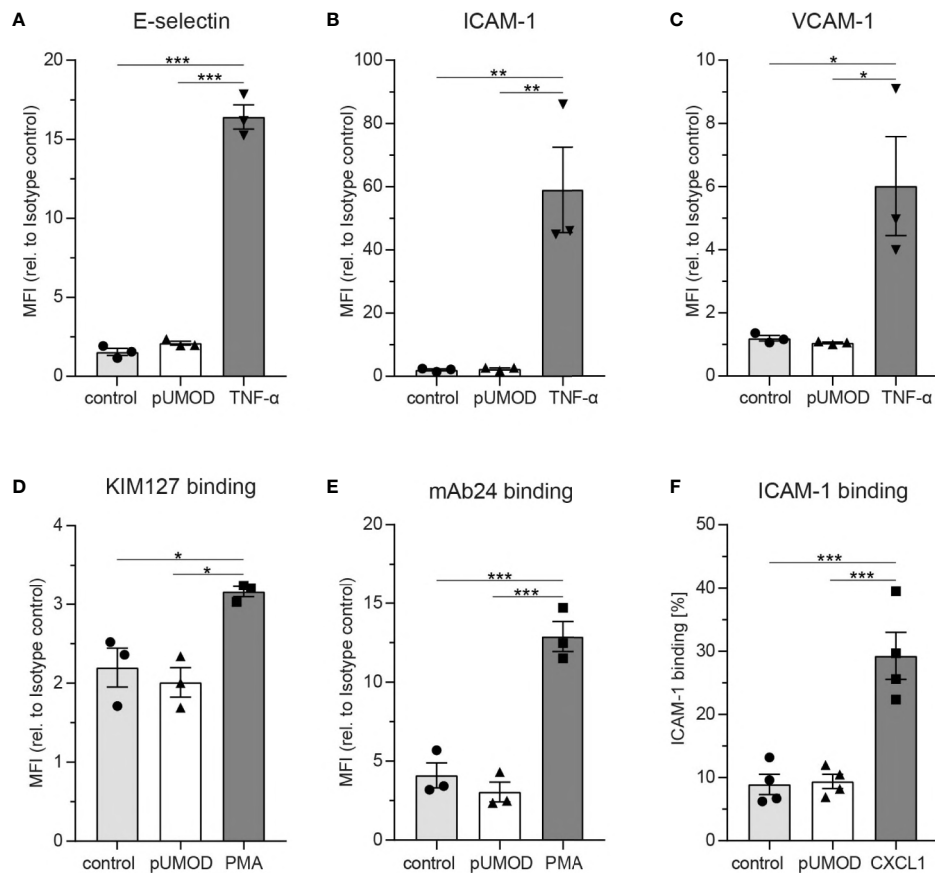 A
E-selectin
***
***
MFI (rel. to Isotype control)
20
15
10
5
0
control pUMOD TNF-α
B
ICAM-1
**
**
MFI (rel. to Isotype control)
100
80
60
40
20
0
control pUMOD TNF-α
C
VCAM-1
*
*
MFI (rel. to Isotype control)
10
8
6
4
2
0
control pUMOD TNF-α
D
KIM127 binding
*
*
MFI (rel. to Isotype control)
4
3
2
1
0
control pUMOD PMA
E
mAb24 binding
***
***
MFI (rel. to Isotype control)
20
15
10
5
0
control pUMOD PMA
F
ICAM-1 binding
***
***
ICAM-1 binding [%]
50
40
30
20
10
0
control pUMOD CXCL1